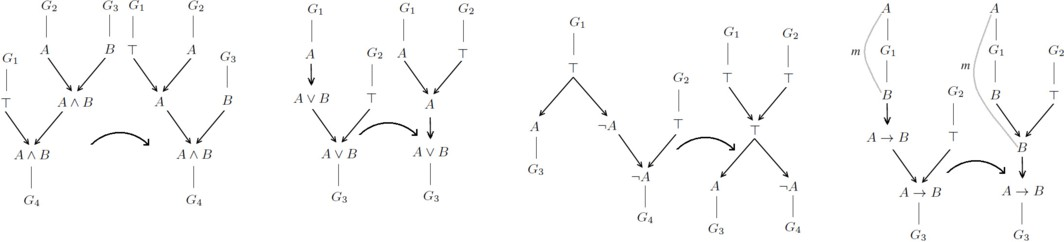 G₂ G₃ G₁ G₂
A B ⊤ A
G₁ G₃
⊤ A ∧ B A B
A ∧ B A ∧ B
G₄ G₄
G₁ G₁ G₂
A G₂ A ⊤
A ∨ B ⊤ A
A ∨ B A ∨ B
G₃ G₃
G₁ G₁ G₂
⊤ G₂ ⊤ ⊤
A ¬A ⊤ ⊤
G₃ ¬A A ¬A
G₄ G₃ G₄
A A
m G₁ m G₁ G₂
B G₂ B ⊤
A → B ⊤ B
A → B A → B
G₃ G₃